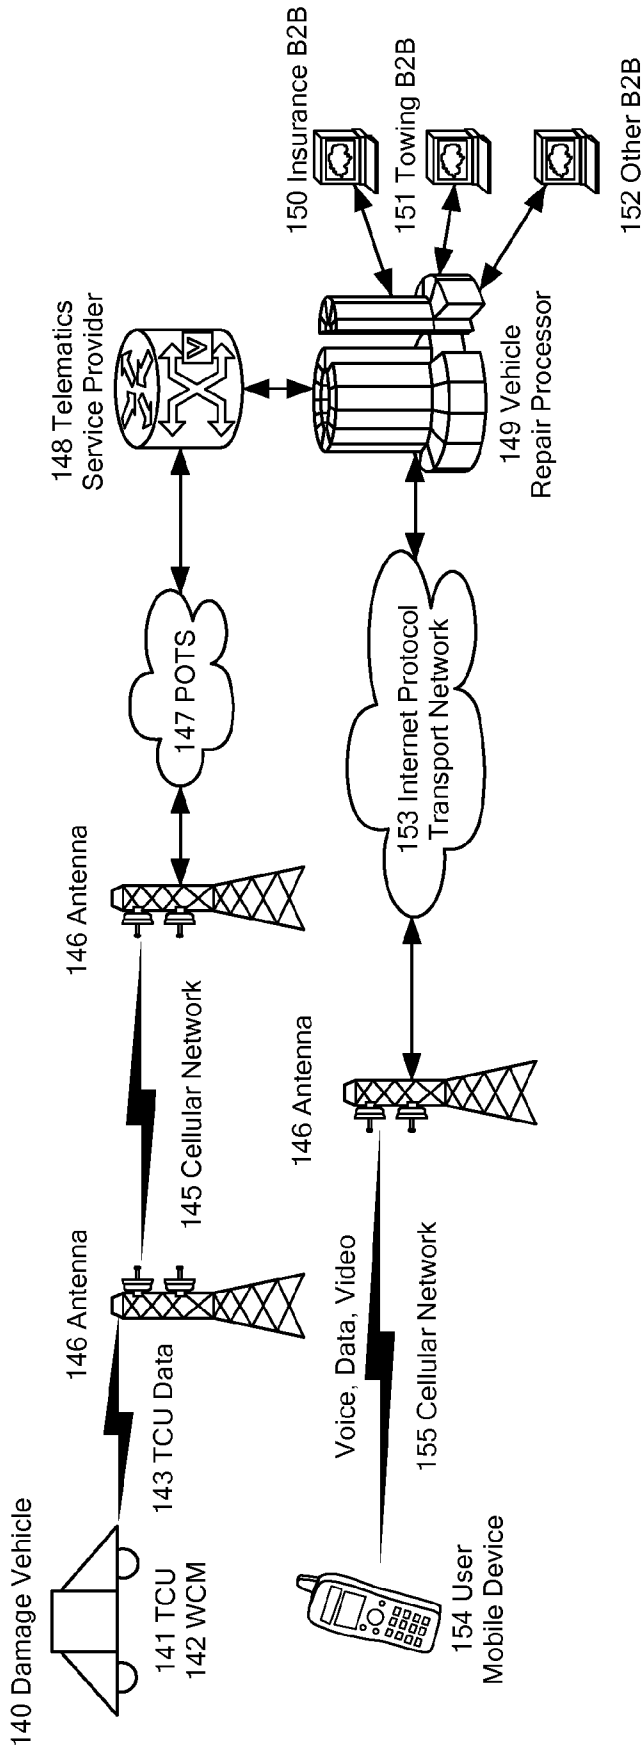 140 Damage Vehicle
141 TCU
142 WCM
143 TCU Data
146 Antenna
145 Cellular Network
146 Antenna
147 POTS
148 Telematics
Service Provider
150 Insurance B2B
151 Towing B2B
152 Other B2B
149 Vehicle
Repair Processor
153 Internet Protocol
Transport Network
146 Antenna
Voice, Data, Video
155 Cellular Network
154 User
Mobile Device
V